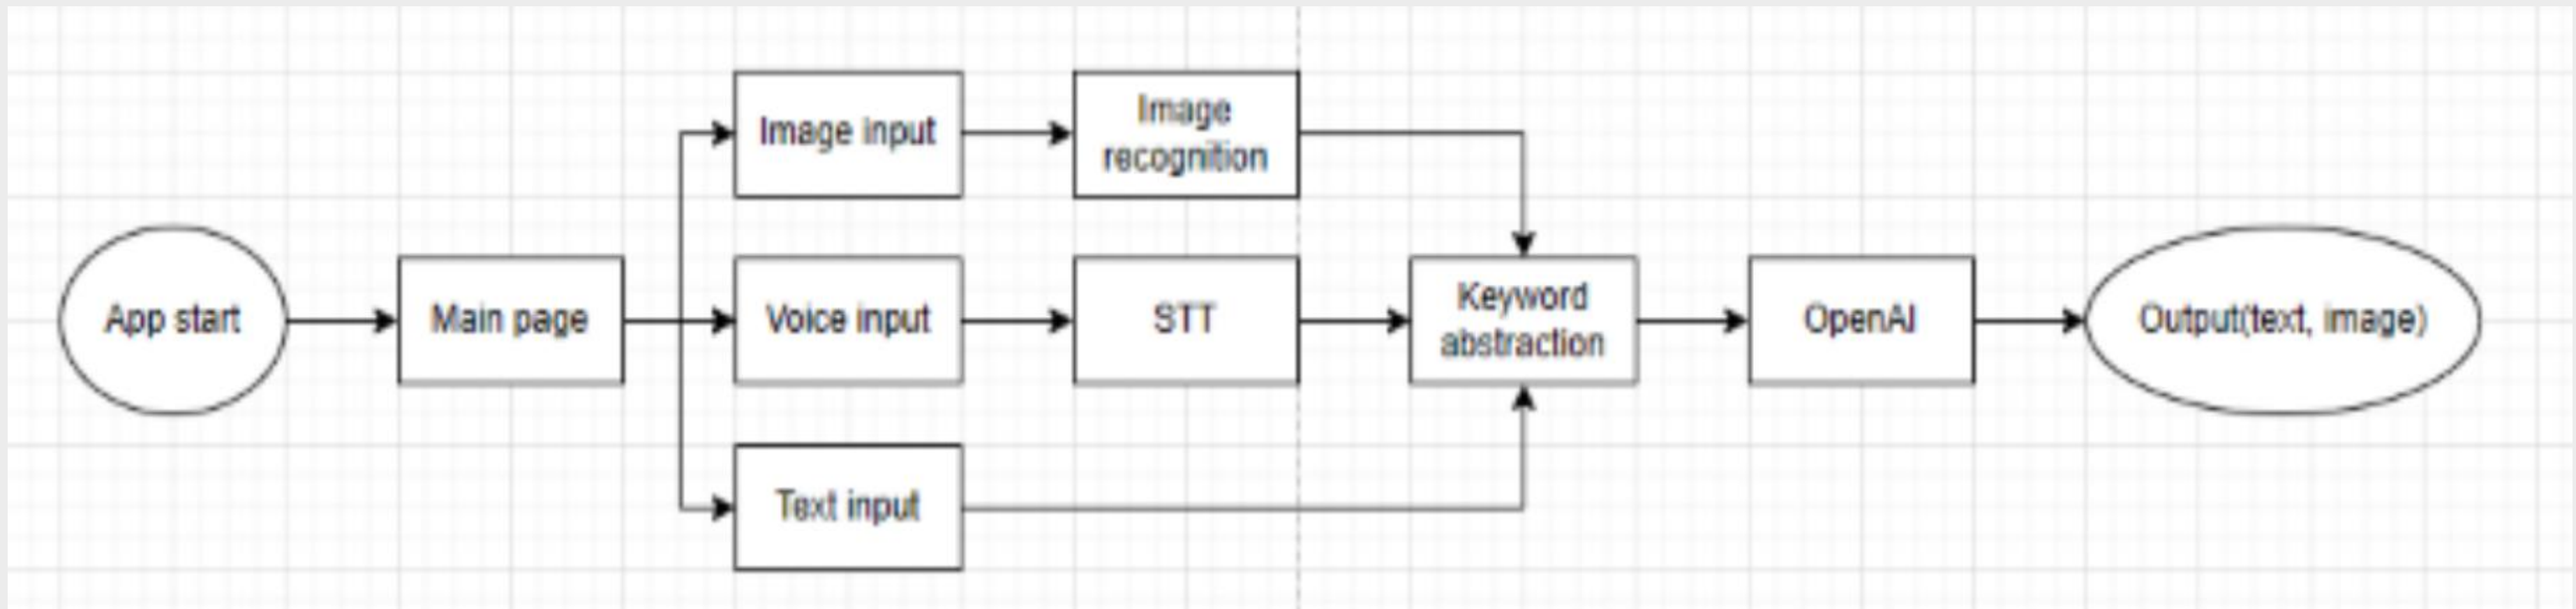 App start
Main page
Image input
Image
recognition
Voice input
STT
Text input
Keyword
abstraction
OpenAI
Output(text, image)